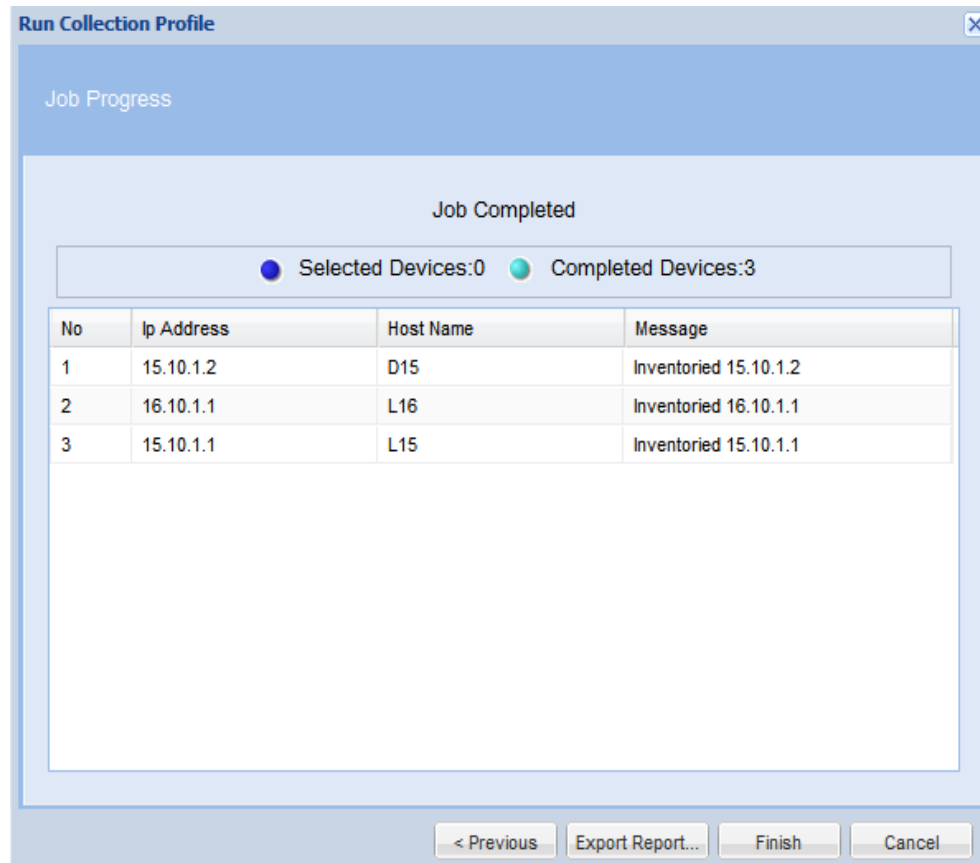 Run Collection Profile
Job Progress
Job Completed
Selected Devices:0 Completed Devices:3
No Ip Address Host Name Message
1 15.10.1.2 D15 Inventoried 15.10.1.2
2 16.10.1.1 L16 Inventoried 16.10.1.1
3 15.10.1.1 L15 Inventoried 15.10.1.1
< Previous Export Report... Finish Cancel